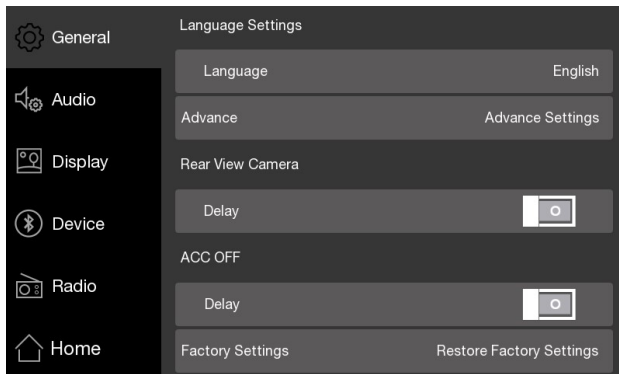 General
Audio
Display
Device
Radio
Home
Language Settings
Language English
Advance Advance Settings
Rear View Camera
Delay
ACC OFF
Delay
Factory Settings Restore Factory Settings